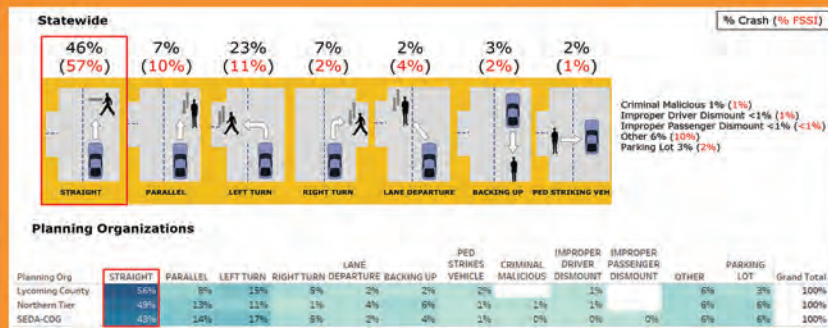 Statewide
% Crash (% FSSI)
46% 7% 23% 7% 2% 3% 2%
(57%) (10%) (11%) (2%) (4%) (2%) (1%)
Criminal Malicious 1% (1%)
Improper Driver Dismount <1% (1%)
Improper Passenger Dismount <1% (<1%)
Other 6% (10%)
Parking Lot 3% (2%)
STRAIGHT PARALLEL LEFT TURN RIGHT TURN LANE DEPARTURE BACKING UP PED STRIKING VEH
Planning Organizations
Planning Org STRAIGHT PARALLEL LEFT TURN RIGHT TURN LANE DEPARTURE BACKING UP PED STRIKES VEHICLE CRIMINAL MALICIOUS IMPROPER DRIVER DISMOUNT IMPROPER PASSENGER DISMOUNT OTHER PARKING LOT Grand Total
Lycoming County 56% 15% 2% 2% 2% 1% 6% 3% 100%
Northern Tier 49% 13% 11% 1% 4% 6% 1% 1% 1% 6% 6% 100%
SEDA-COG 43% 14% 17% 2% 4% 1% 0% 0% 0% 6% 6% 100%